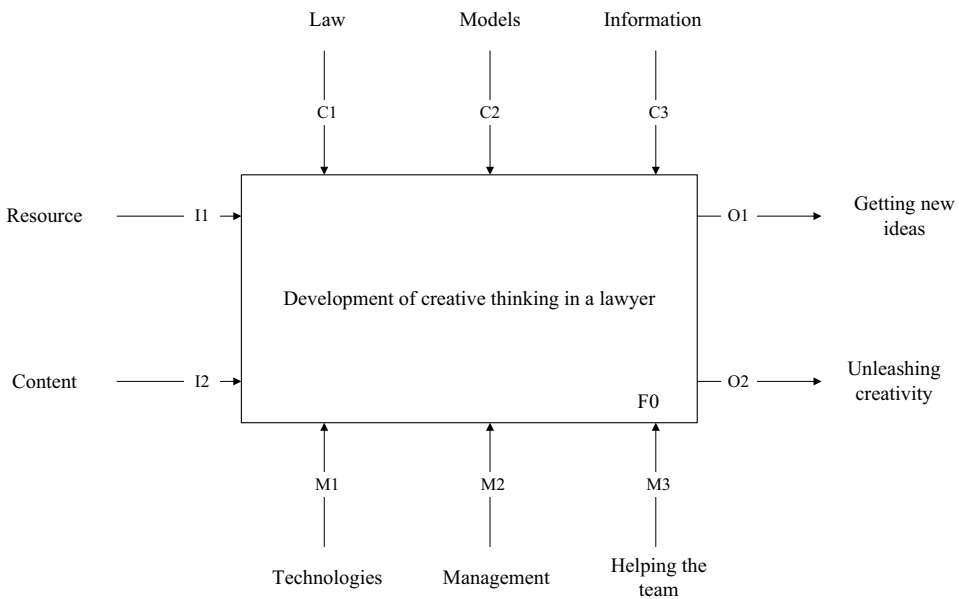 Law
Models
Information
C1
C2
C3
Resource
I1
O1
Getting new
ideas
Development of creative thinking in a lawyer
Content
I2
O2
Unleashing
creativity
F0
M1
M2
M3
Technologies
Management
Helping the
team